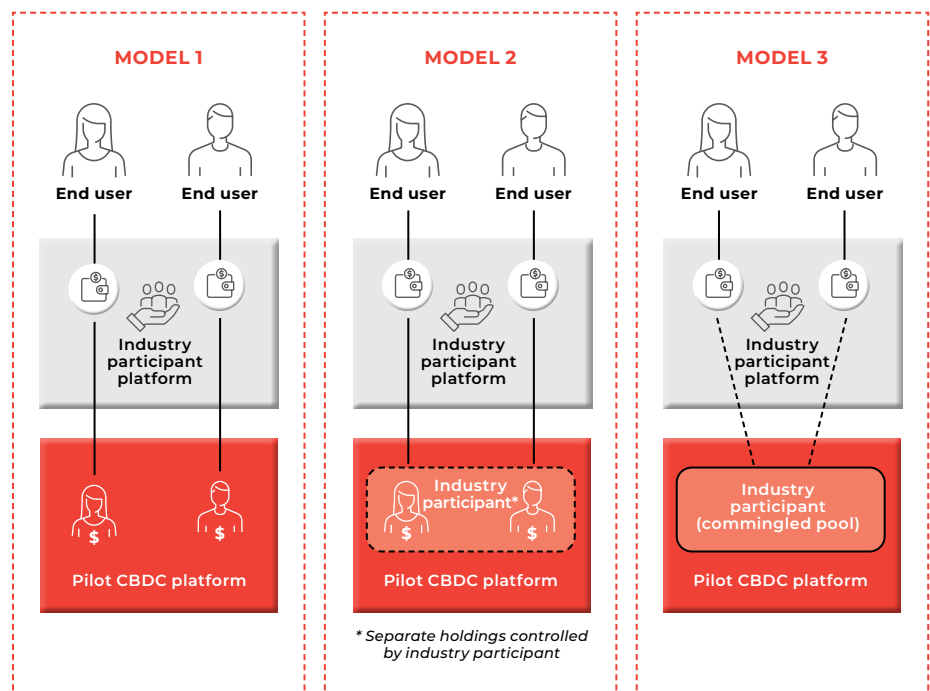 MODEL 1
End user
End user
$
$
Industry
participant
platform
$
$
Pilot CBDC platform
MODEL 2
End user
End user
$
$
Industry
participant
platform
Industry
participant*
$
$
Pilot CBDC platform
* Separate holdings controlled
by industry participant
MODEL 3
End user
End user
$
$
Industry
participant
platform
Industry
participant
(commingled pool)
Pilot CBDC platform